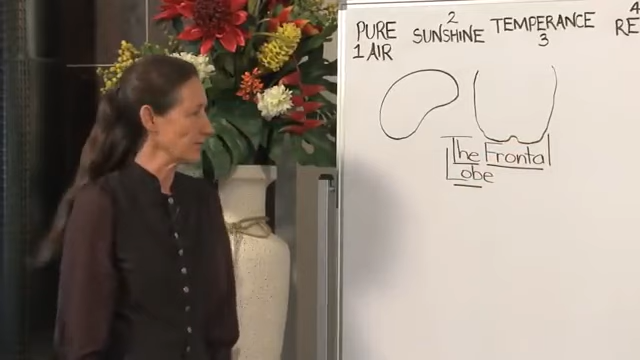 PURE
1 AIR
2
SUNSHINE
TEMPERANCE
3
4
RE
The Frontal
Lobe